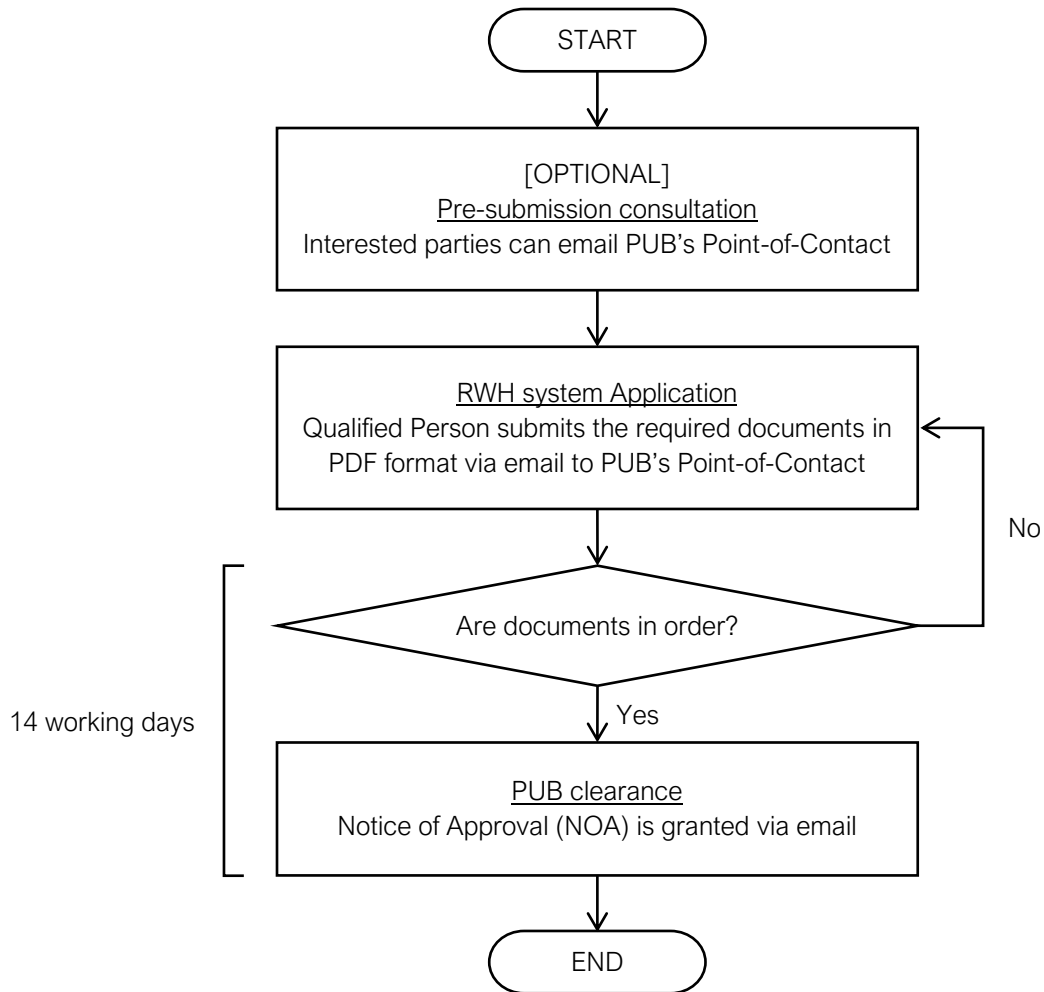 START
[OPTIONAL]
Pre-submission consultation
Interested parties can email PUB's Point-of-Contact
RWH system Application
Qualified Person submits the required documents in
PDF format via email to PUB's Point-of-Contact
No
Are documents in order?
14 working days
Yes
PUB clearance
Notice of Approval (NOA) is granted via email
END